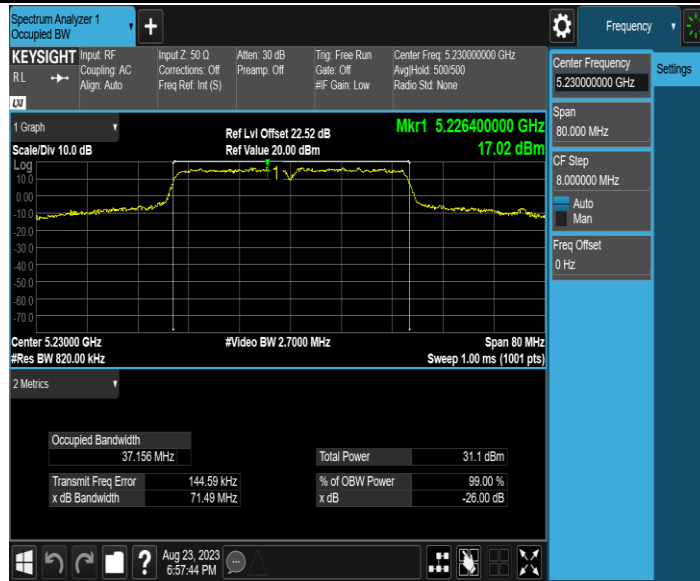 Spectrum Analyzer 1
Occupied BW
+
Frequency
KEYSIGHT
RL
LXI
Input: RF
Coupling: AC
Align: Auto
Input Z: 50 Ω
Corrections: Off
Freq Ref: Int (S)
Atten: 30 dB
Preamp: Off
Trig: Free Run
Gate: Off
#IF Gain: Low
Center Freq: 5.230000000 GHz
Avg|Hold: 500/500
Radio Std: None
Center Frequency
5.230000000 GHz
Settings
Span
80.000 MHz
CF Step
8.000000 MHz
Auto
Man
Freq Offset
0 Hz
1 Graph
Scale/Div 10.0 dB
Ref Lvl Offset 22.52 dB
Ref Value 20.00 dBm
Mkr1 5.226400000 GHz
17.02 dBm
Log
10.0
0.00
-10.0
-20.0
-30.0
-40.0
-50.0
-60.0
-70.0
1
Center 5.23000 GHz
#Res BW 820.00 kHz
#Video BW 2.7000 MHz
Span 80 MHz
Sweep 1.00 ms (1001 pts)
2 Metrics
Occupied Bandwidth
37.156 MHz
Total Power 31.1 dBm
Transmit Freq Error 144.59 kHz
% of OBW Power 99.00 %
x dB Bandwidth 71.49 MHz
x dB -26.00 dB
?
Aug 23, 2023
6:57:44 PM